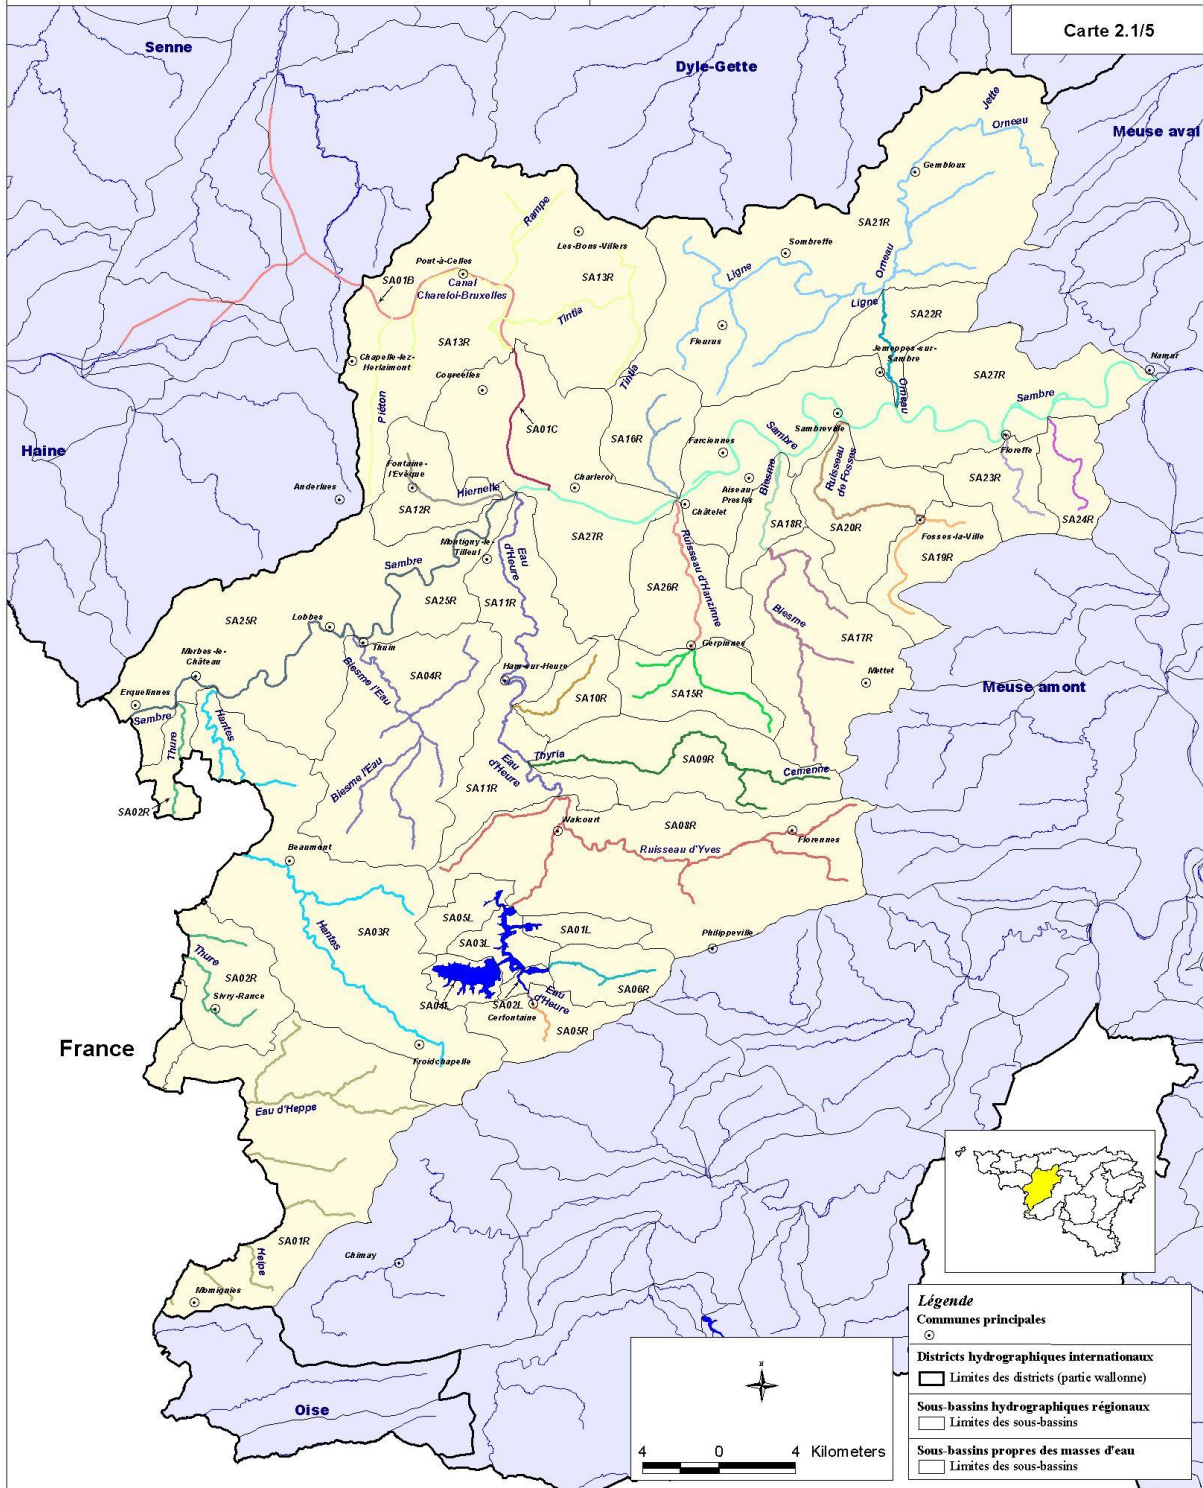 Carte 2.1/5
Senne
Dyle-Gette
Jette
Orneau
Meuse aval
Gembloux
Rampe
SA21R
Les-Bons-Villers
Sombreffe
Orneau
Pont-à-Celles
Ligne
SA01B
SA13R
Canal
Chareloi-Bruxelles
Ligne
Tintia
SA22R
Fleurus
SA13R
Jemeppes-sur-
Sambre
Chapelle-lez-
Herlaimont
Namur
Courcelles
Tintia
SA27R
Orneau
Sambre
Piéton
SA01C
Sambreville
Sambre
SA16R
Haine
Farciennes
Floreffe
Fontaine-
l'Evêque
Ruisseau
de Fosses
Biesme
SA23R
Anderlues
Hiernelle
Charleroi
Aiseau-
Presles
SA12R
Châtelet
SA24R
SA18R
SA20R
Fosses-la-Ville
SA27R
Montigny-le-
Tilleul
Eau
d'Heure
Ruisseau d'Hanzinne
SA19R
Sambre
SA26R
SA25R
SA11R
Biesme
SA25R
Lobbes
SA17R
Thuin
Gerpinnes
Merbes-le-
Château
Biesme l'Eau
SA04R
Ham-sur-Heure
Mettet
Meuse amont
SA10R
SA15R
Erquelinnes
Sambre
Hantes
Thure
Thyria
SA09R
Eau
d'Heure
Cemenne
Biesme l'Eau
SA11R
SA02R
Walcourt
SA08R
Florennes
Ruisseau d'Yves
Beaumont
SA05L
SA03R
Hantes
SA01L
SA03L
Philippeville
Thure
SA02R
SA04L
SA02L
Eau
d'Heure
SA06R
Sivry-Rance
Cerfontaine
SA05R
France
Froidchapelle
Eau d'Heppe
SA01R
Helpe
Chimay
Momignies
Oise
N
4 0 4 Kilometers
Légende
Communes principales
Districts hydrographiques internationaux
Limites des districts (partie wallonne)
Sous-bassins hydrographiques régionaux
Limites des sous-bassins
Sous-bassins propres des masses d'eau
Limites des sous-bassins